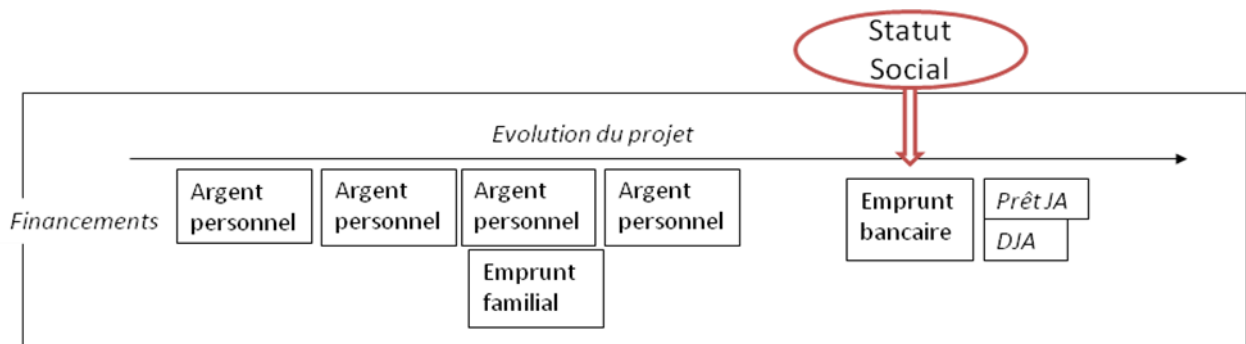 Statut
Social
Evolution du projet
Financements
Argent
personnel
Argent
personnel
Argent
personnel
Argent
personnel
Emprunt
familial
Emprunt
bancaire
Prêt JA
DJA